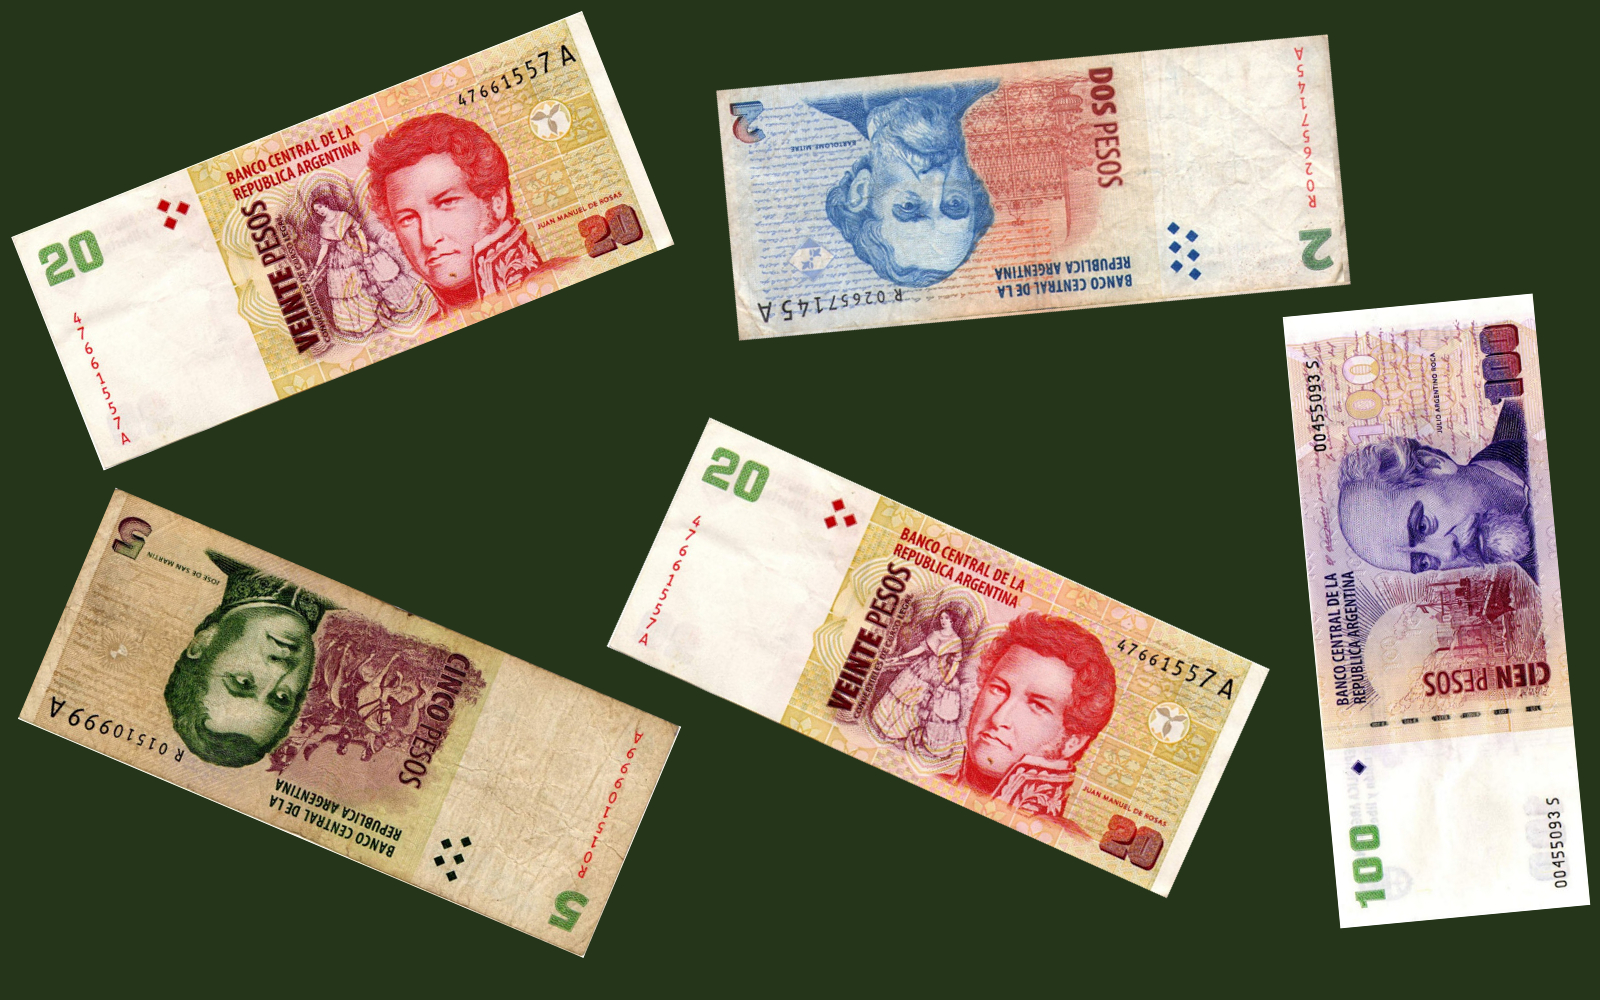 20
47661557A
BANCO CENTRAL DE LA
REPUBLICA ARGENTINA
VEINTE PESOS
CONVERTIBLES DE CURSO LEGAL
47661557 A
JUAN MANUEL DE ROSAS
20
2
R02657145A
BANCO CENTRAL DE LA
REPUBLICA ARGENTINA
DOS PESOS
R 02657145 A
BARTOLOME MITRE
2
5
R0151099A
BANCO CENTRAL DE LA
REPUBLICA ARGENTINA
CINCO PESOS
R 0151099 A
JOSE DE SAN MARTIN
5
20
47661557A
BANCO CENTRAL DE LA
REPUBLICA ARGENTINA
VEINTE PESOS
CONVERTIBLES DE CURSO LEGAL
47661557 A
JUAN MANUEL DE ROSAS
20
100
00455093 S
BANCO CENTRAL DE LA
REPUBLICA ARGENTINA
CIEN PESOS
00455093 S
100
JULIO ARGENTINO ROCA
100